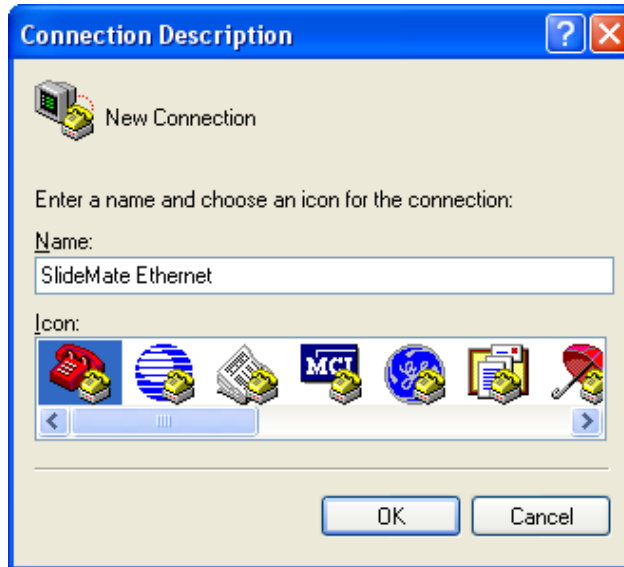 Connection Description
New Connection
Enter a name and choose an icon for the connection:
Name:
SlideMate Ethernet
Icon:
MCI
OK Cancel